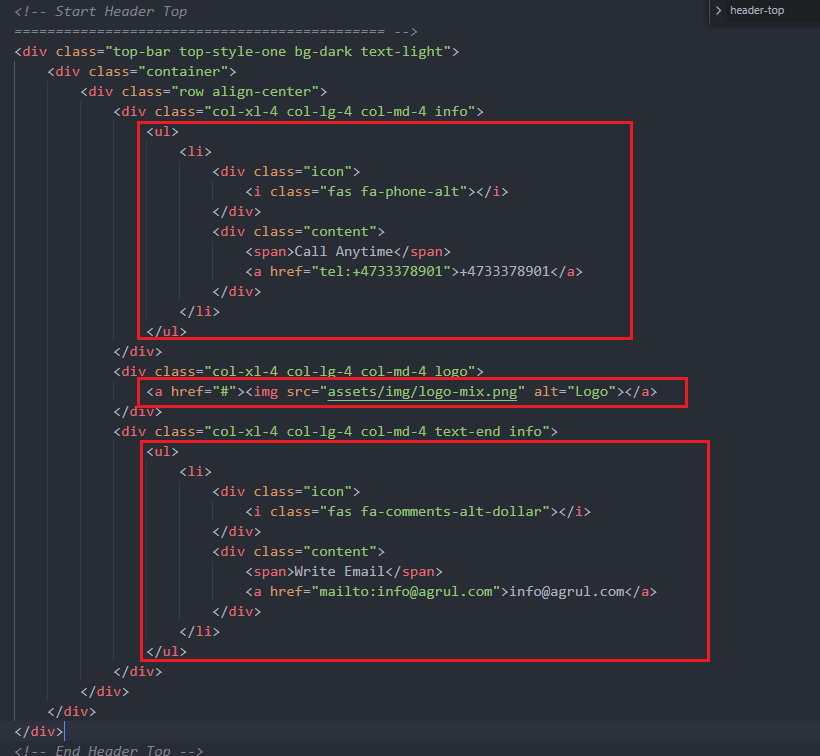 <!-- Start Header Top
============================================= -->
header-top
<div class="top-bar top-style-one bg-dark text-light">
<div class="container">
<div class="row align-center">
<div class="col-xl-4 col-lg-4 col-md-4 info">
<ul>
<li>
<div class="icon">
<i class="fas fa-phone-alt"></i>
</div>
<div class="content">
<span>Call Anytime</span>
<a href="tel:+4733378901">+4733378901</a>
</div>
</li>
</ul>
</div>
<div class="col-xl-4 col-lg-4 col-md-4 logo">
<a href="#"><img src="assets/img/logo-mix.png" alt="Logo"></a>
</div>
<div class="col-xl-4 col-lg-4 col-md-4 text-end info">
<ul>
<li>
<div class="icon">
<i class="fas fa-comments-alt-dollar"></i>
</div>
<div class="content">
<span>Write Email</span>
<a href="mailto:info@agrul.com">info@agrul.com</a>
</div>
</li>
</ul>
</div>
</div>
</div>
</div>
<!-- End Header Top -->